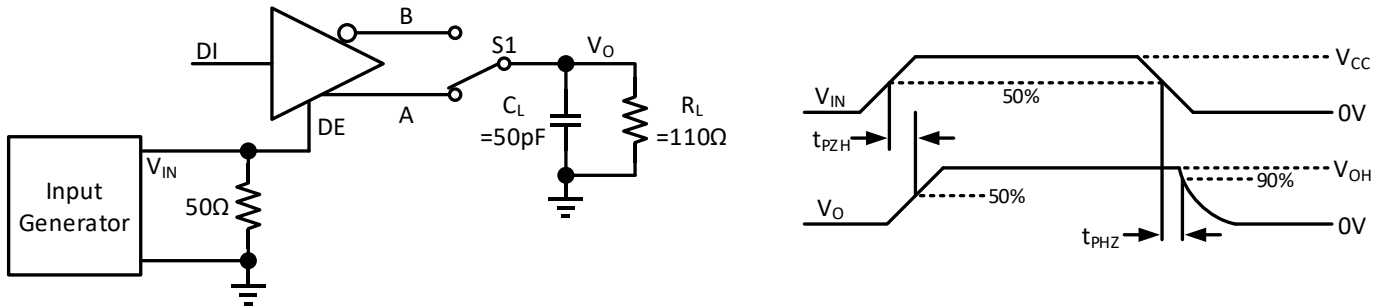 B
DI
S1
VO
A
CL
=50pF
RL
=110Ω
DE
VIN
Input
Generator
50Ω
VCC
VIN
50%
0V
tPZH
VOH
90%
VO
50%
0V
tPHZ